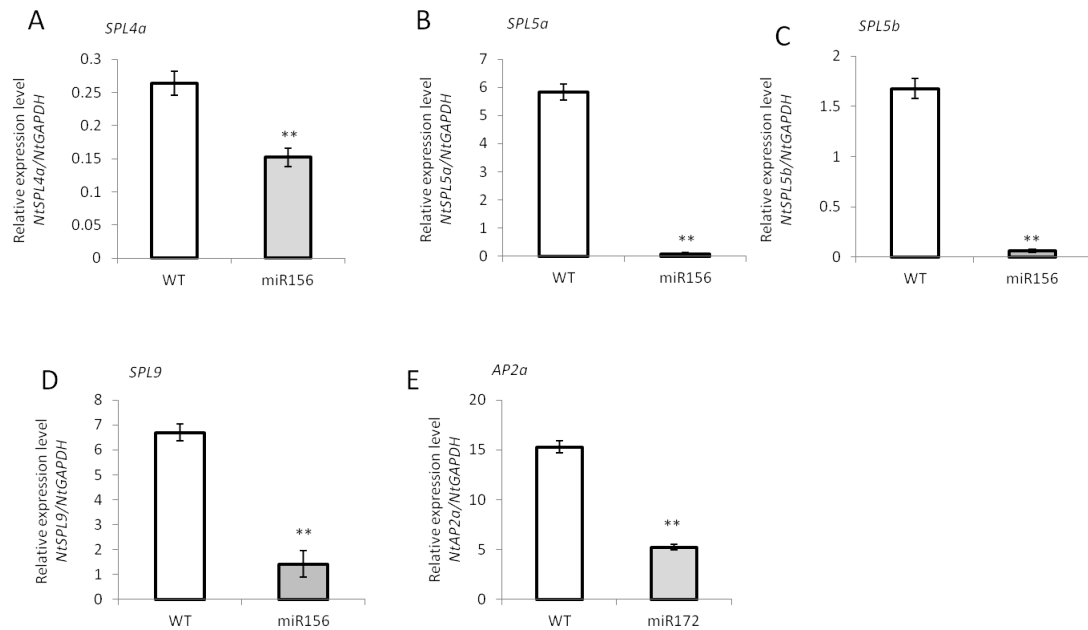 A
SPL4a
Relative expression level
NtSPL4a/NtGAPDH
0.3
0.25
0.2
0.15
0.1
0.05
0
**
WT
miR156
B
SPL5a
Relative expression level
NtSPL5a/NtGAPDH
7
6
5
4
3
2
1
0
**
WT
miR156
C
SPL5b
Relative expression level
NtSPL5b/NtGAPDH
2
1.5
1
0.5
0
**
WT
miR156
D
SPL9
Relative expression level
NtSPL9/NtGAPDH
8
7
6
5
4
3
2
1
0
**
WT
miR156
E
AP2a
Relative expression level
NtAP2a/NtGAPDH
20
15
10
5
0
**
WT
miR172